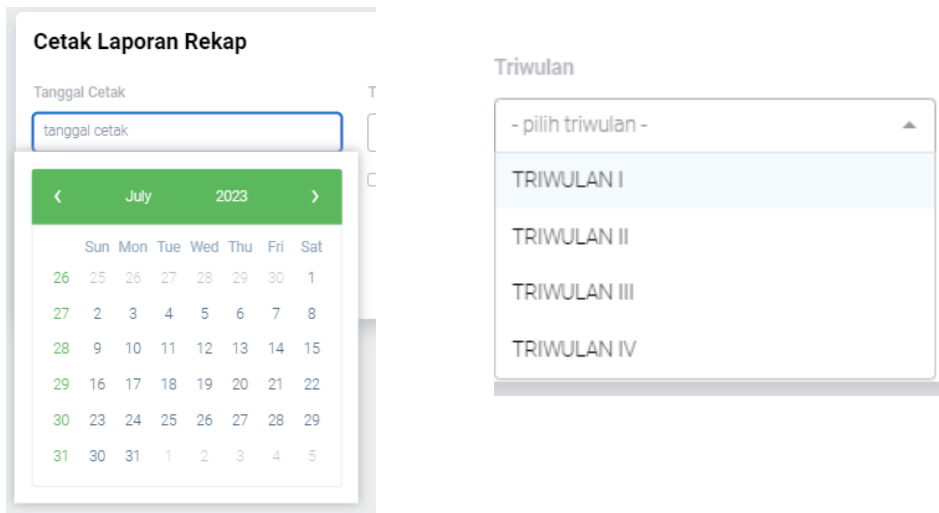 Cetak Laporan Rekap
Tanggal Cetak
T
tanggal cetak
‹ July 2023 ›
Sun Mon Tue Wed Thu Fri Sat
26 25 26 27 28 29 30 1
27 2 3 4 5 6 7 8
28 9 10 11 12 13 14 15
29 16 17 18 19 20 21 22
30 23 24 25 26 27 28 29
31 30 31 1 2 3 4 5
Triwulan
- pilih triwulan -
TRIWULAN I
TRIWULAN II
TRIWULAN III
TRIWULAN IV